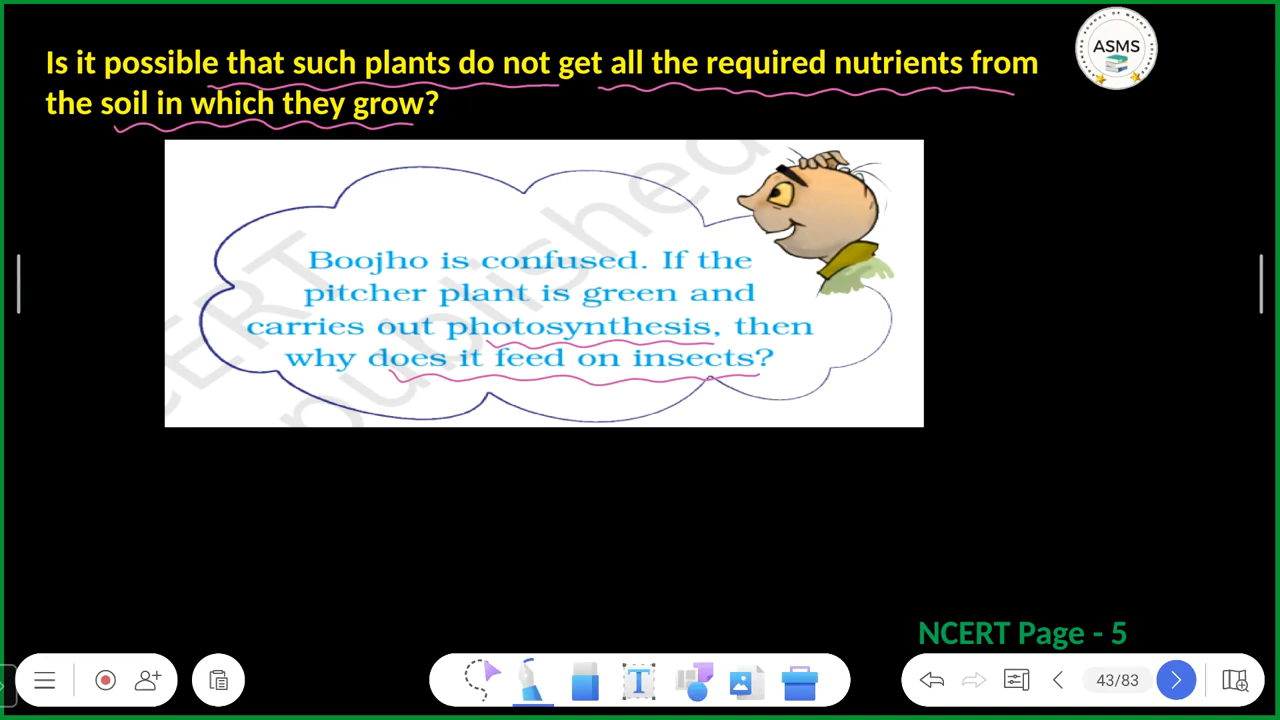 Is it possible that such plants do not get all the required nutrients from
the soil in which they grow?
ASMS
Boojho is confused. If the
pitcher plant is green and
carries out photosynthesis, then
why does it feed on insects?
published
NCERT Page - 5
43/83